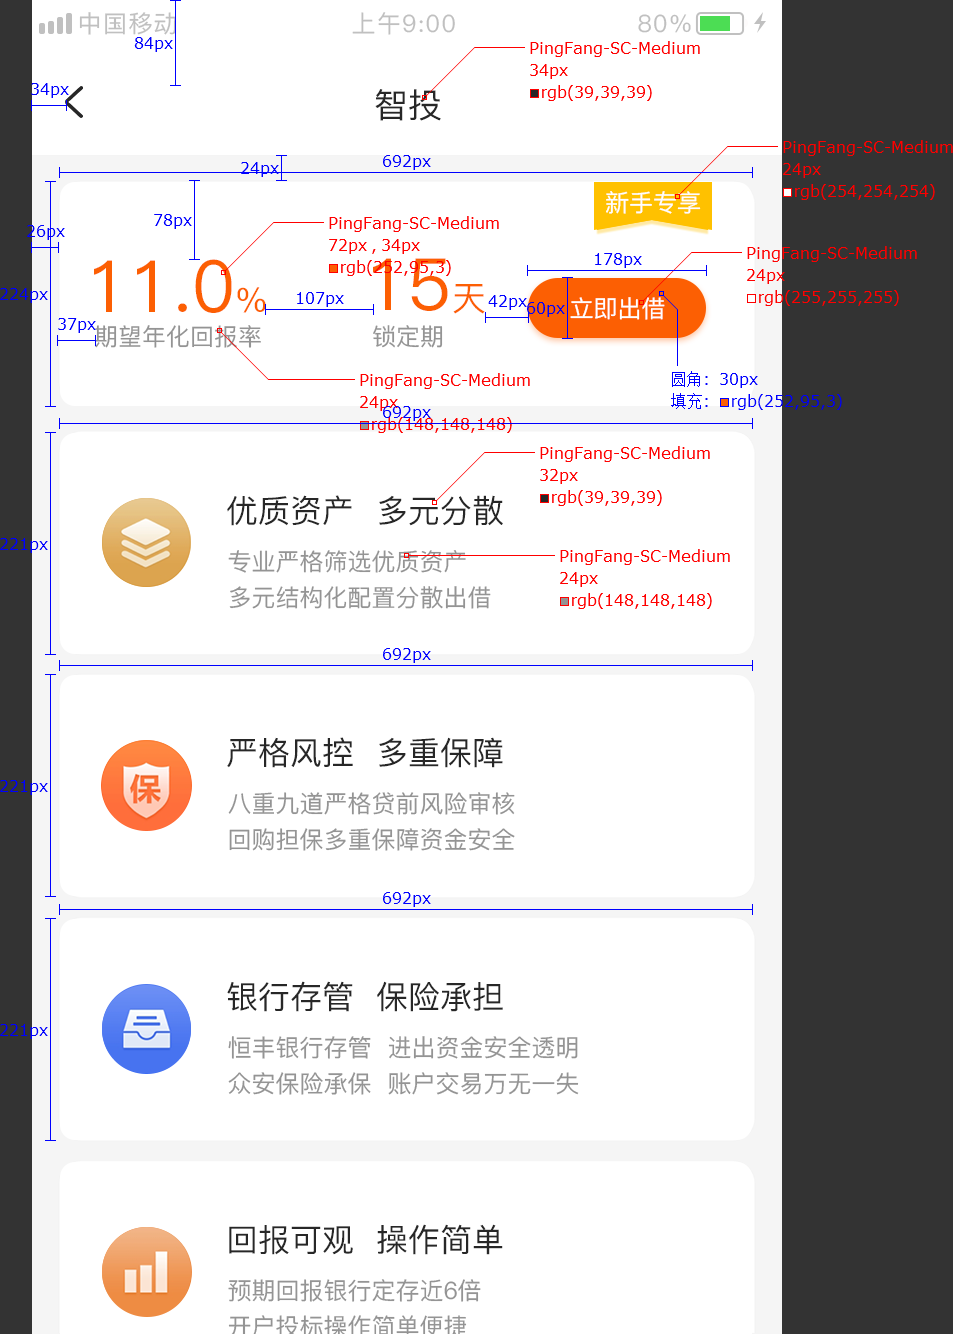 中国移动
上午9:00
80%
84px
PingFang-SC-Medium
34px
rgb(39,39,39)
34px
智投
24px
692px
PingFang-SC-Medium
24px
rgb(254,254,254)
新手专享
78px
26px
PingFang-SC-Medium
72px , 34px
rgb(252,95,3)
PingFang-SC-Medium
24px
rgb(255,255,255)
178px
224px
11.0%
107px
15天
42px
60px
立即出借
37px
期望年化回报率
锁定期
PingFang-SC-Medium
24px
rgb(148,148,148)
圆角：30px
填充：rgb(252,95,3)
692px
PingFang-SC-Medium
32px
rgb(39,39,39)
优质资产 多元分散
221px
专业严格筛选优质资产
多元结构化配置分散出借
PingFang-SC-Medium
24px
rgb(148,148,148)
692px
严格风控 多重保障
221px
保
八重九道严格贷前风险审核
回购担保多重保障资金安全
692px
银行存管 保险承担
221px
恒丰银行存管 进出资金安全透明
众安保险承保 账户交易万无一失
回报可观 操作简单
预期回报银行定存近6倍
开户投标操作简单便捷